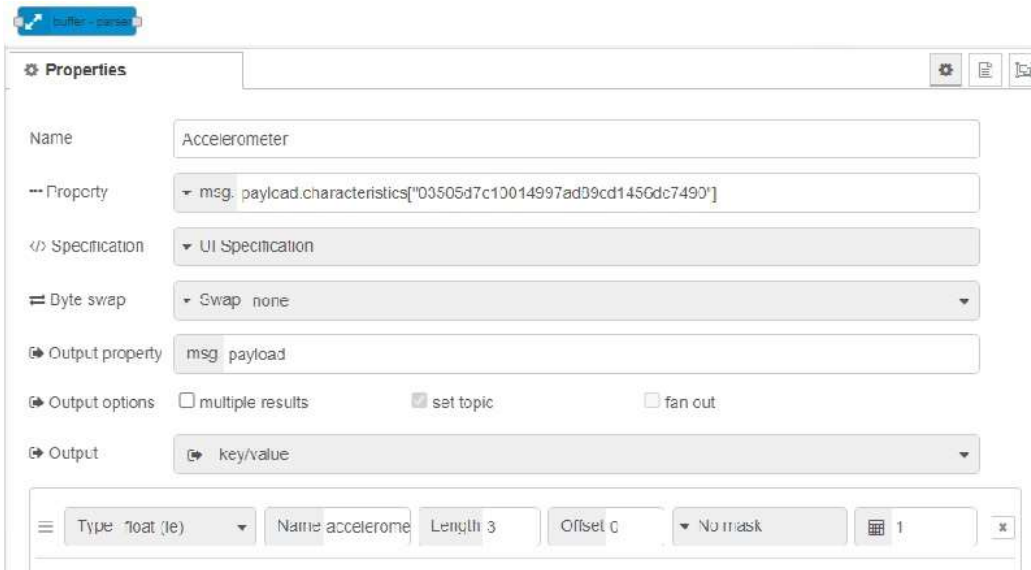 buffer - parser
Properties
Name Accelerometer
Property msg. payload.characteristics["03505d7c10014997ad89cd1456dc7490"]
</> Specification UI Specification
Byte swap Swap none
Output property msg payload
Output options multiple results set topic fan out
Output key/value
Type float (le) Name accelerome Length 3 Offset 0 No mask 1 x